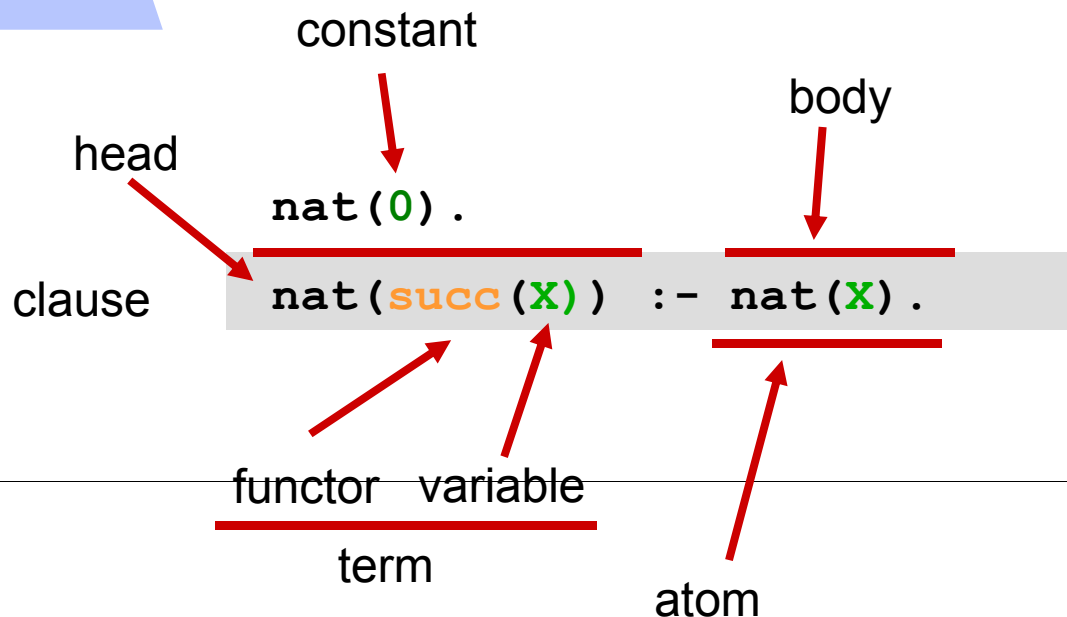 constant
body
head
nat(0).
clause
nat(succ(X)) :- nat(X).
functor variable
term
atom